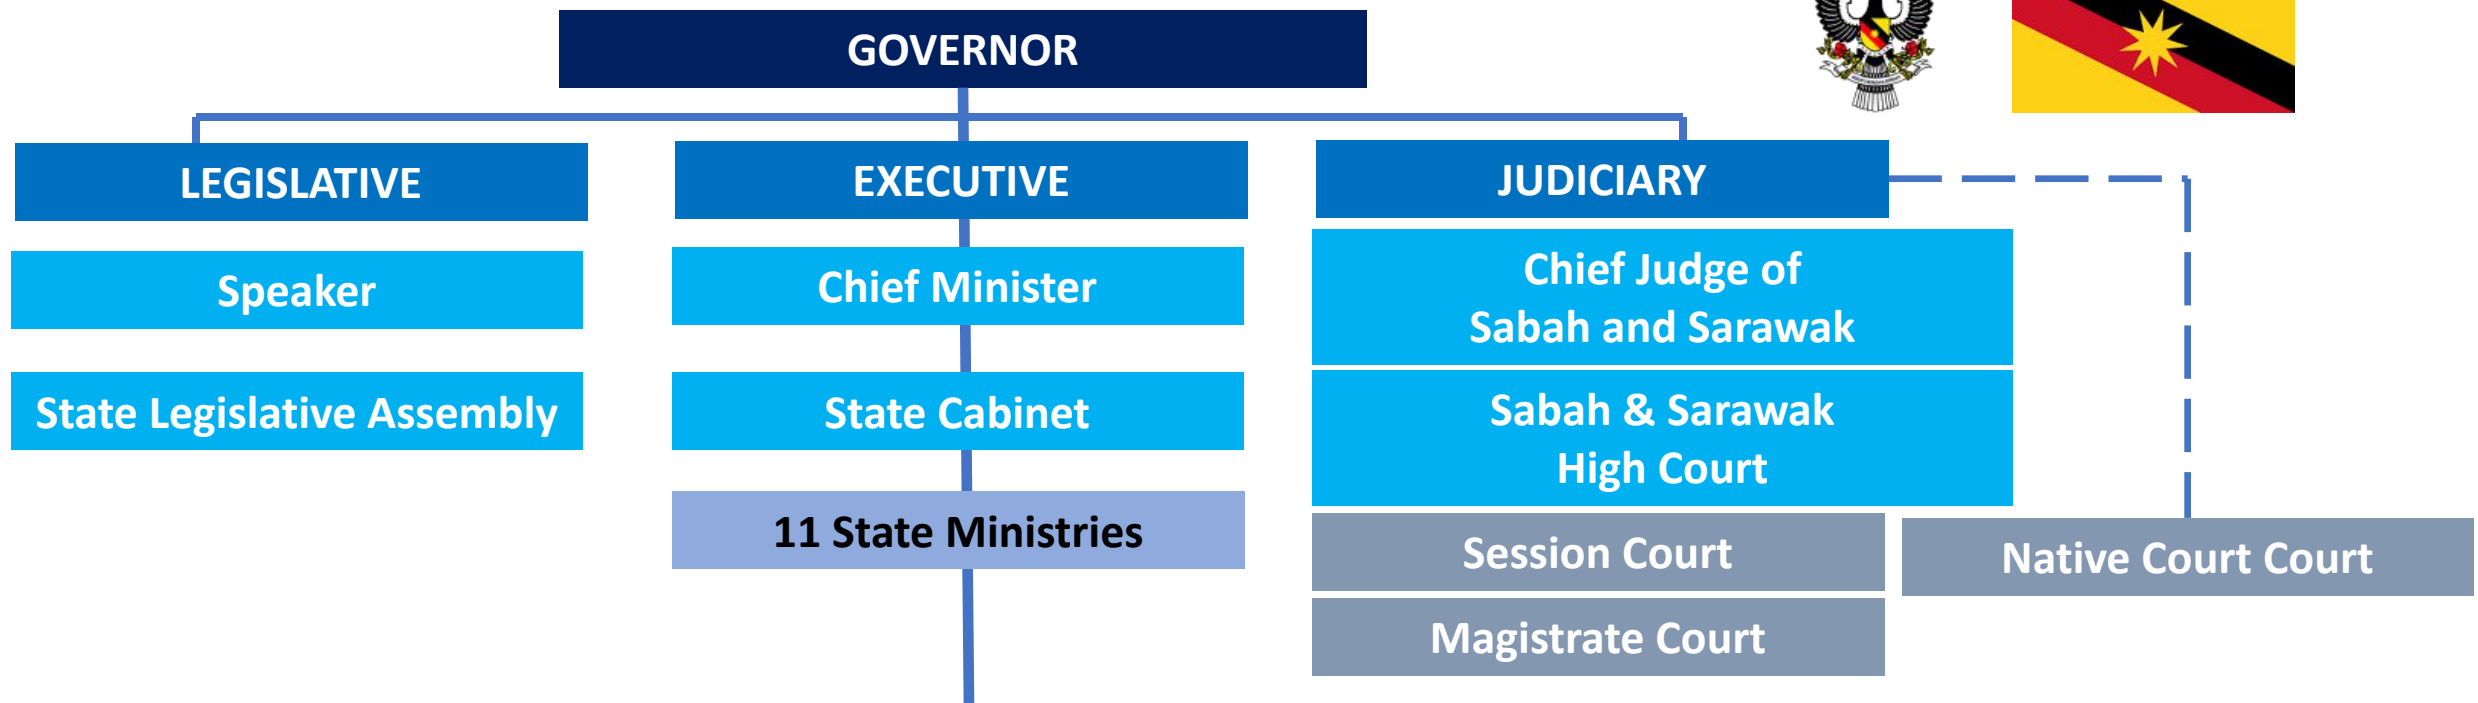 GOVERNOR
LEGISLATIVE
Speaker
State Legislative Assembly
EXECUTIVE
Chief Minister
State Cabinet
11 State Ministries
JUDICIARY
Chief Judge of
Sabah and Sarawak
Sabah & Sarawak
High Court
Session Court
Magistrate Court
Native Court Court